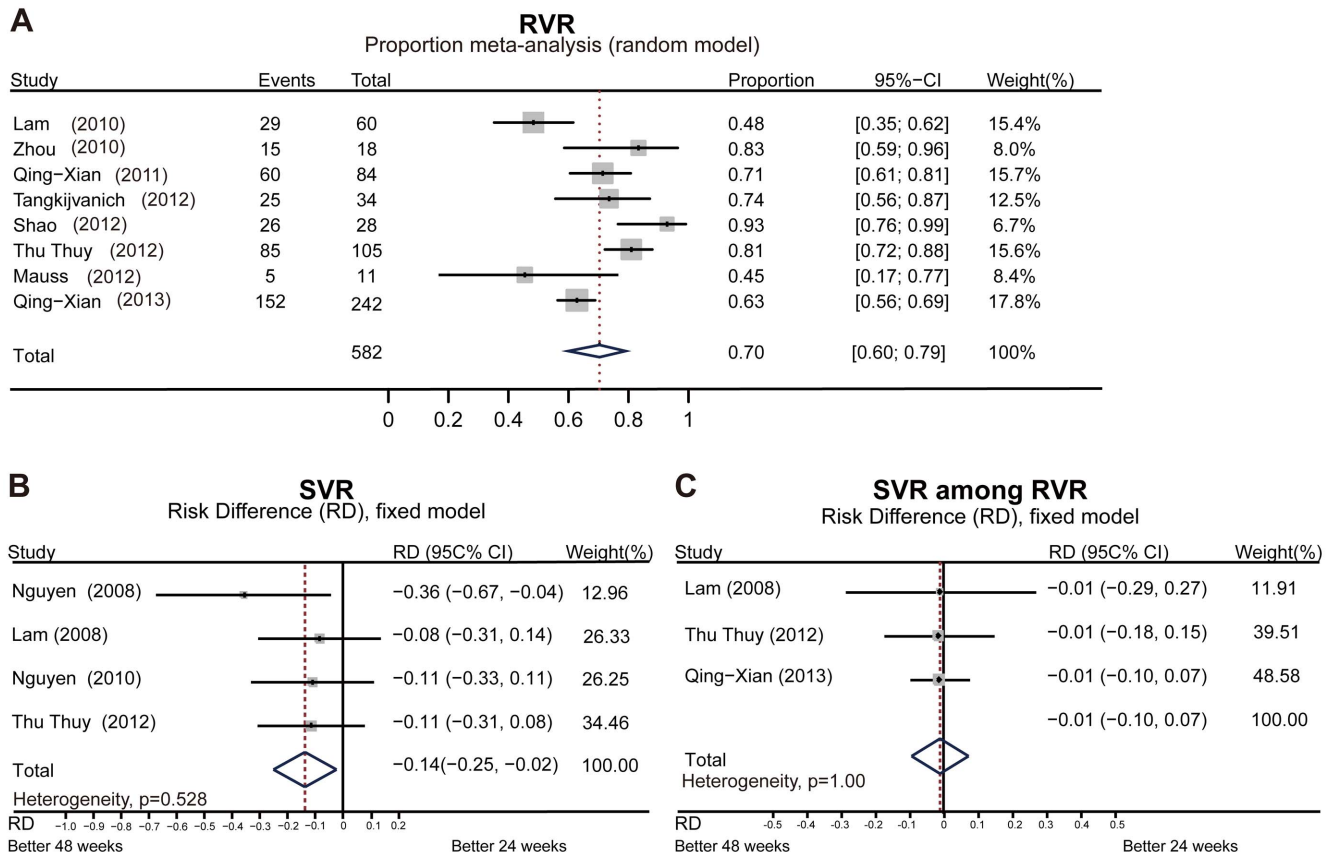 A
RVR
Proportion meta-analysis (random model)
Study Events Total Proportion 95%−CI Weight(%)
Lam (2010) 29 60 0.48 [0.35; 0.62] 15.4%
Zhou (2010) 15 18 0.83 [0.59; 0.96] 8.0%
Qing−Xian (2011) 60 84 0.71 [0.61; 0.81] 15.7%
Tangkijvanich (2012) 25 34 0.74 [0.56; 0.87] 12.5%
Shao (2012) 26 28 0.93 [0.76; 0.99] 6.7%
Thu Thuy (2012) 85 105 0.81 [0.72; 0.88] 15.6%
Mauss (2012) 5 11 0.45 [0.17; 0.77] 8.4%
Qing−Xian (2013) 152 242 0.63 [0.56; 0.69] 17.8%
Total 582 0.70 [0.60; 0.79] 100%
0 0.2 0.4 0.6 0.8 1
B
SVR
Risk Difference (RD), fixed model
Study RD (95C% CI) Weight(%)
Nguyen (2008) −0.36 (−0.67, −0.04) 12.96
Lam (2008) −0.08 (−0.31, 0.14) 26.33
Nguyen (2010) −0.11 (−0.33, 0.11) 26.25
Thu Thuy (2012) −0.11 (−0.31, 0.08) 34.46
Total −0.14(−0.25, −0.02) 100.00
Heterogeneity, p=0.528
RD −1.0 −0.9 −0.8 −0.7 −0.6 −0.5 −0.4 −0.3 −0.2 −0.1 0 0.1 0.2
Better 48 weeks Better 24 weeks
C
SVR among RVR
Risk Difference (RD), fixed model
Study RD (95C% CI) Weight(%)
Lam (2008) −0.01 (−0.29, 0.27) 11.91
Thu Thuy (2012) −0.01 (−0.18, 0.15) 39.51
Qing−Xian (2013) −0.01 (−0.10, 0.07) 48.58
−0.01 (−0.10, 0.07) 100.00
Total
Heterogeneity, p=1.00
RD -0.5 -0.4 -0.3 -0.2 -0.1 0 0.1 0.2 0.3 0.4 0.5
Better 48 weeks Better 24 weeks